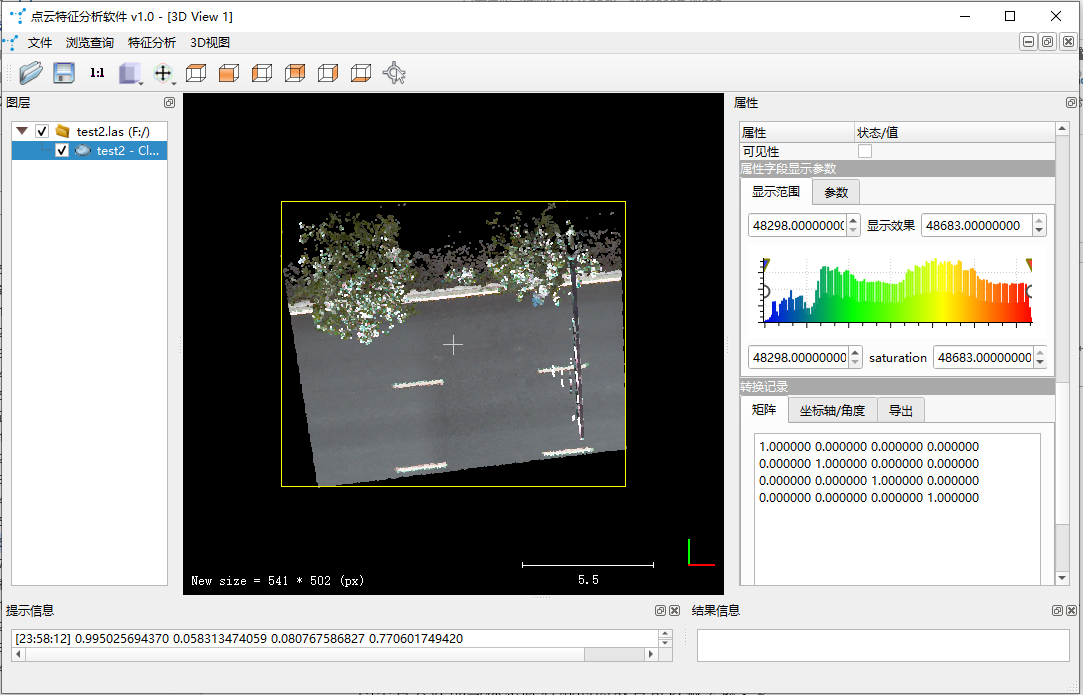 点云特征分析软件 v1.0 - [3D View 1]
文件 浏览查询 特征分析 3D视图
1:1
图层
test2.las (F:/)
test2 - Cl...
New size = 541 * 502 (px)
5.5
属性
属性 状态/值
可见性
属性字段显示参数
显示范围 参数
48298.00000000 显示效果 48683.00000000
48298.00000000 saturation 48683.00000000
转换记录
矩阵 坐标轴/角度 导出
1.000000 0.000000 0.000000 0.000000
0.000000 1.000000 0.000000 0.000000
0.000000 0.000000 1.000000 0.000000
0.000000 0.000000 0.000000 1.000000
提示信息
[23:58:12] 0.995025694370 0.058313474059 0.080767586827 0.770601749420
结果信息